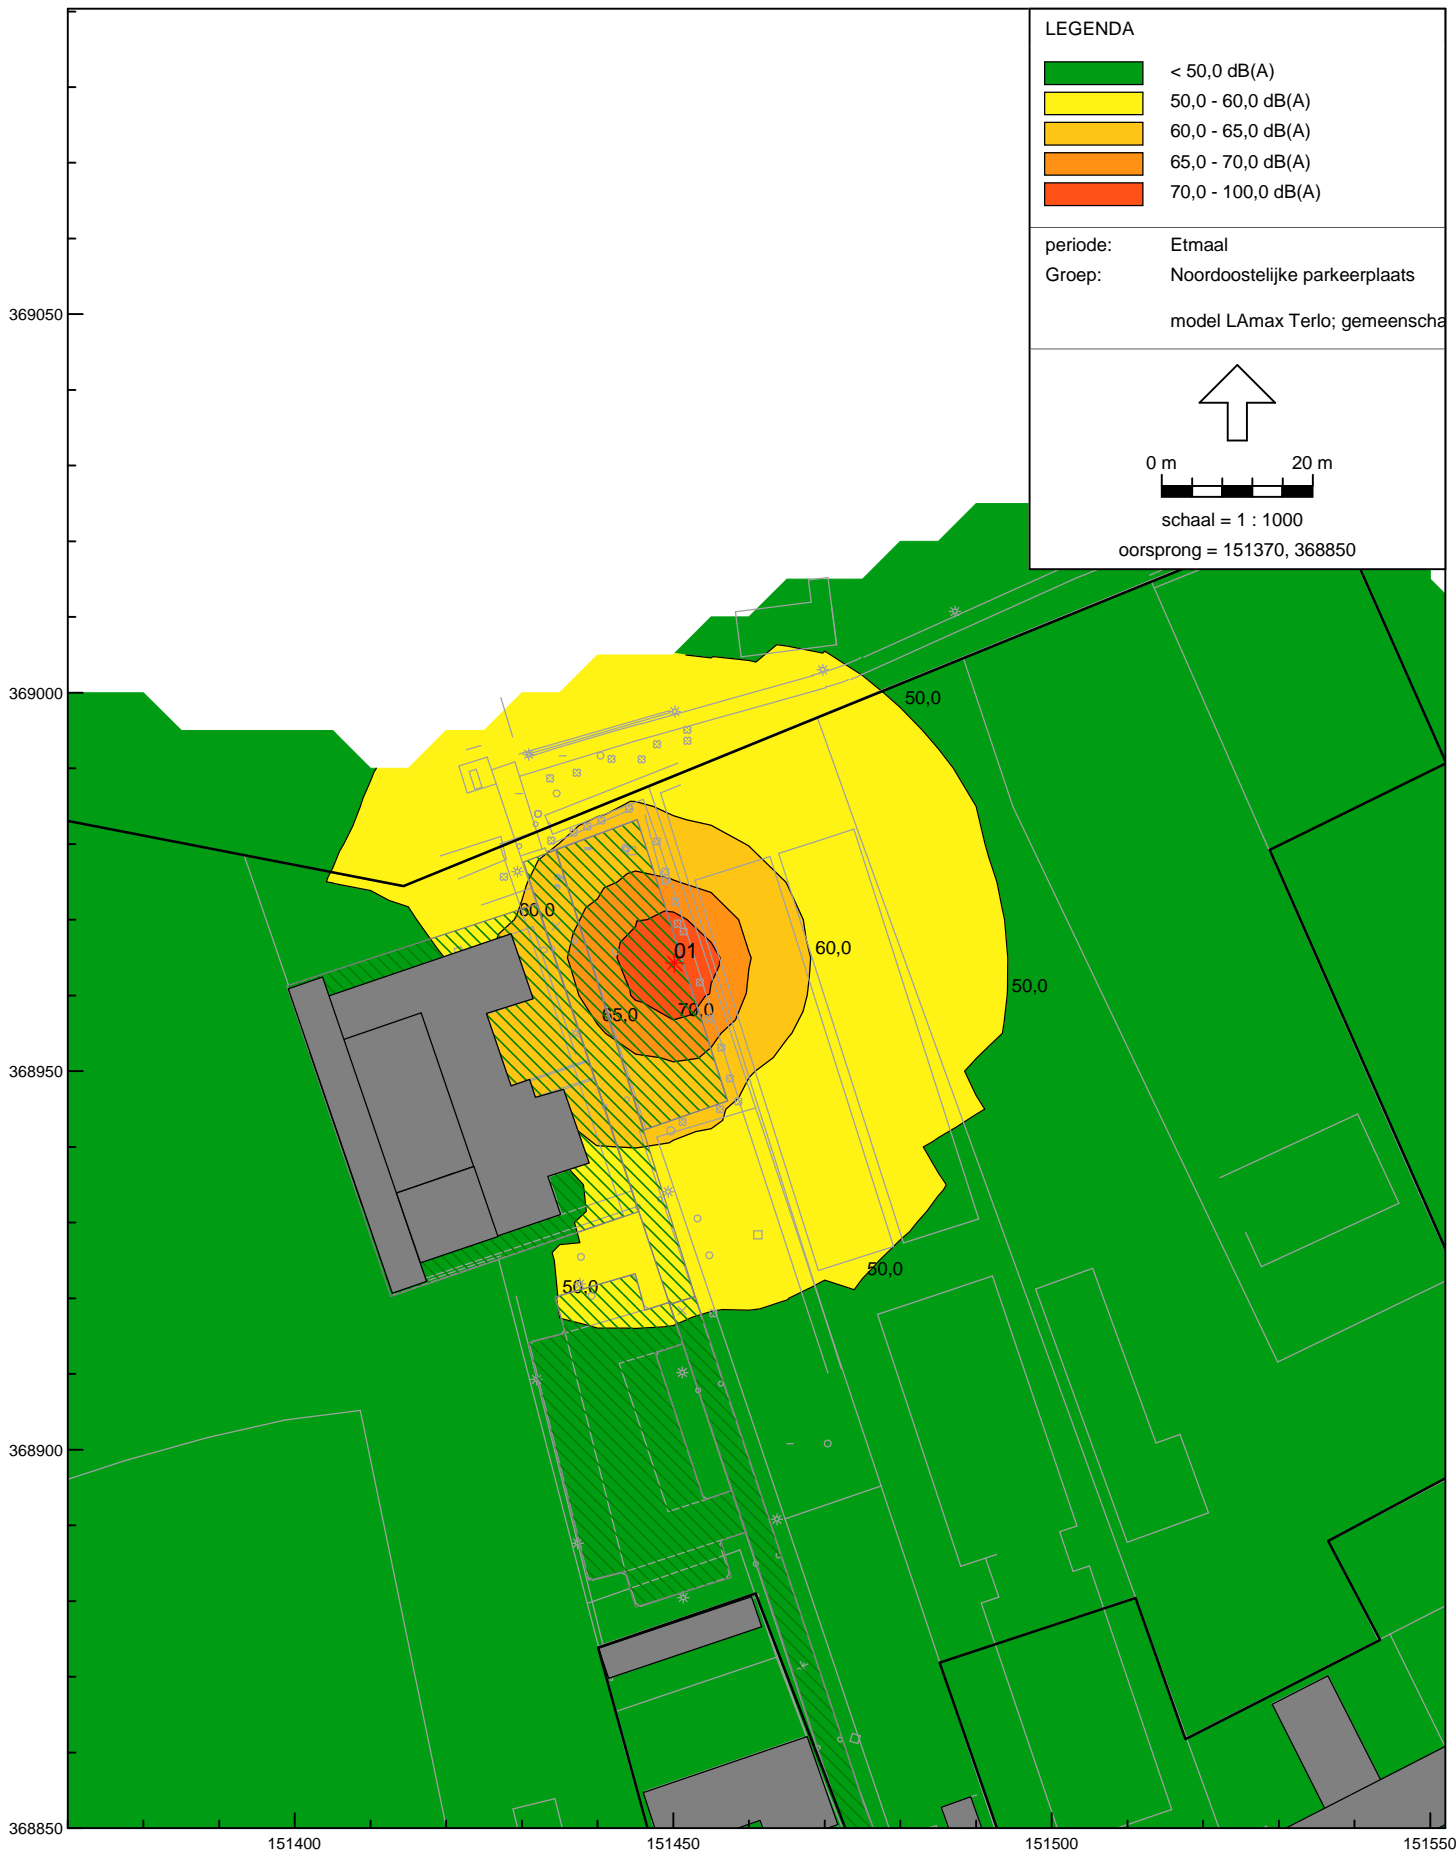 LEGENDA
< 50,0 dB(A)
50,0 - 60,0 dB(A)
60,0 - 65,0 dB(A)
65,0 - 70,0 dB(A)
70,0 - 100,0 dB(A)
periode: Etmaal
Groep: Noordoostelijke parkeerplaats
model LAmax Terlo; gemeenscha
0 m 20 m
schaal = 1 : 1000
oorsprong = 151370, 368850
369050
369000
50,0
60,0
01
60,0
368950
50,0
65,0
70,0
50,0
50,0
368900
368850
151400
151450
151500
151550